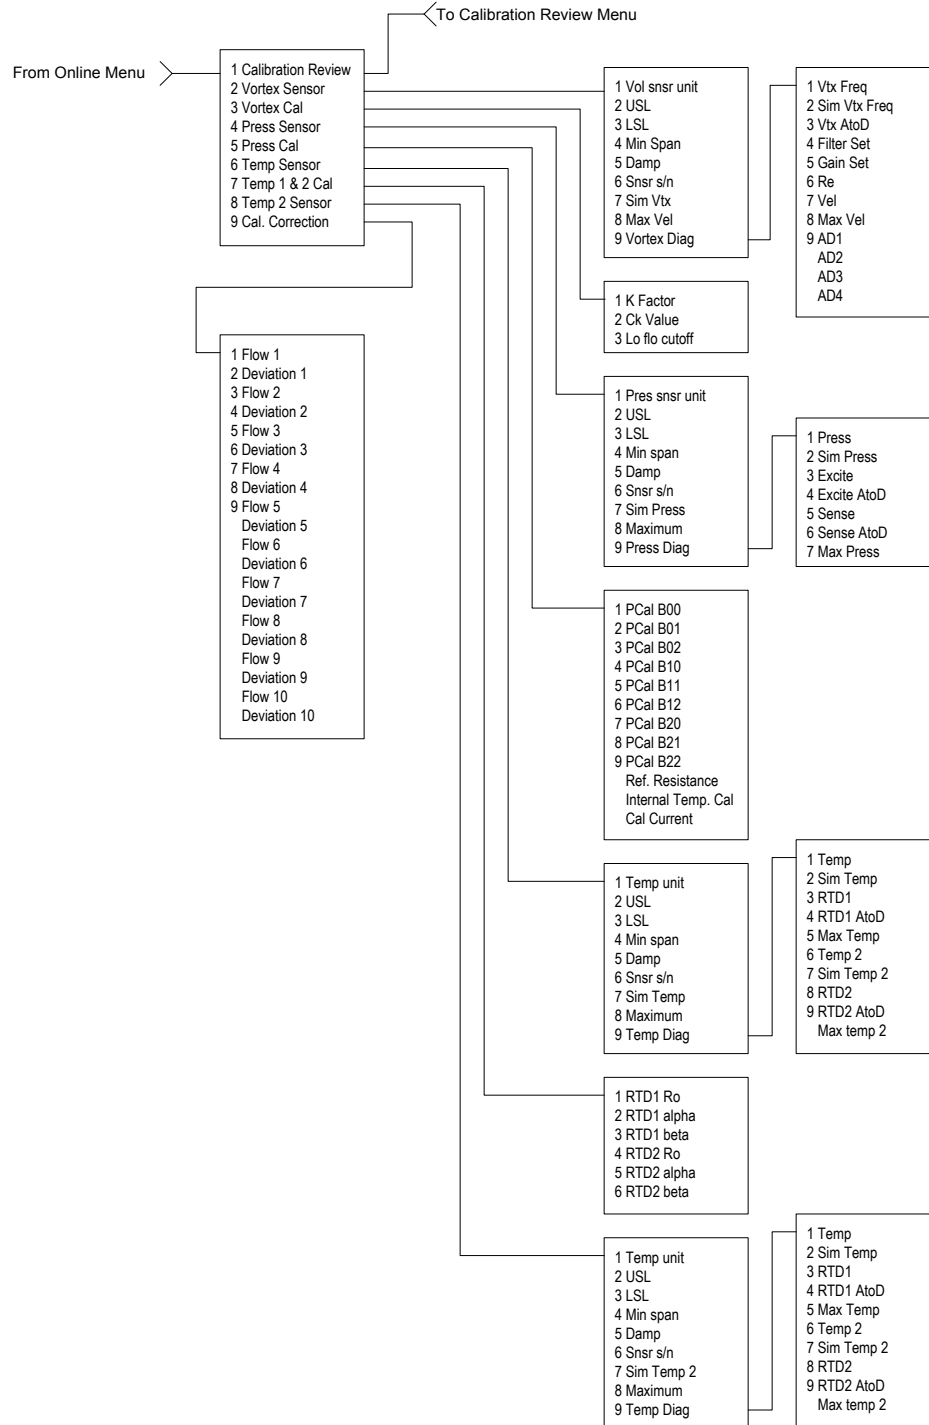 To Calibration Review Menu
From Online Menu
1 Calibration Review
2 Vortex Sensor
3 Vortex Cal
4 Press Sensor
5 Press Cal
6 Temp Sensor
7 Temp 1 & 2 Cal
8 Temp 2 Sensor
9 Cal. Correction
1 Flow 1
2 Deviation 1
3 Flow 2
4 Deviation 2
5 Flow 3
6 Deviation 3
7 Flow 4
8 Deviation 4
9 Flow 5
Deviation 5
Flow 6
Deviation 6
Flow 7
Deviation 7
Flow 8
Deviation 8
Flow 9
Deviation 9
Flow 10
Deviation 10
1 Vol snsr unit
2 USL
3 LSL
4 Min Span
5 Damp
6 Snsr s/n
7 Sim Vtx
8 Max Vel
9 Vortex Diag
1 Vtx Freq
2 Sim Vtx Freq
3 Vtx AtoD
4 Filter Set
5 Gain Set
6 Re
7 Vel
8 Max Vel
9 AD1
AD2
AD3
AD4
1 K Factor
2 Ck Value
3 Lo flo cutoff
1 Pres snsr unit
2 USL
3 LSL
4 Min span
5 Damp
6 Snsr s/n
7 Sim Press
8 Maximum
9 Press Diag
1 Press
2 Sim Press
3 Excite
4 Excite AtoD
5 Sense
6 Sense AtoD
7 Max Press
1 PCal B00
2 PCal B01
3 PCal B02
4 PCal B10
5 PCal B11
6 PCal B12
7 PCal B20
8 PCal B21
9 PCal B22
Ref. Resistance
Internal Temp. Cal
Cal Current
1 Temp unit
2 USL
3 LSL
4 Min span
5 Damp
6 Snsr s/n
7 Sim Temp
8 Maximum
9 Temp Diag
1 Temp
2 Sim Temp
3 RTD1
4 RTD1 AtoD
5 Max Temp
6 Temp 2
7 Sim Temp 2
8 RTD2
9 RTD2 AtoD
Max temp 2
1 RTD1 Ro
2 RTD1 alpha
3 RTD1 beta
4 RTD2 Ro
5 RTD2 alpha
6 RTD2 beta
1 Temp unit
2 USL
3 LSL
4 Min span
5 Damp
6 Snsr s/n
7 Sim Temp 2
8 Maximum
9 Temp Diag
1 Temp
2 Sim Temp
3 RTD1
4 RTD1 AtoD
5 Max Temp
6 Temp 2
7 Sim Temp 2
8 RTD2
9 RTD2 AtoD
Max temp 2